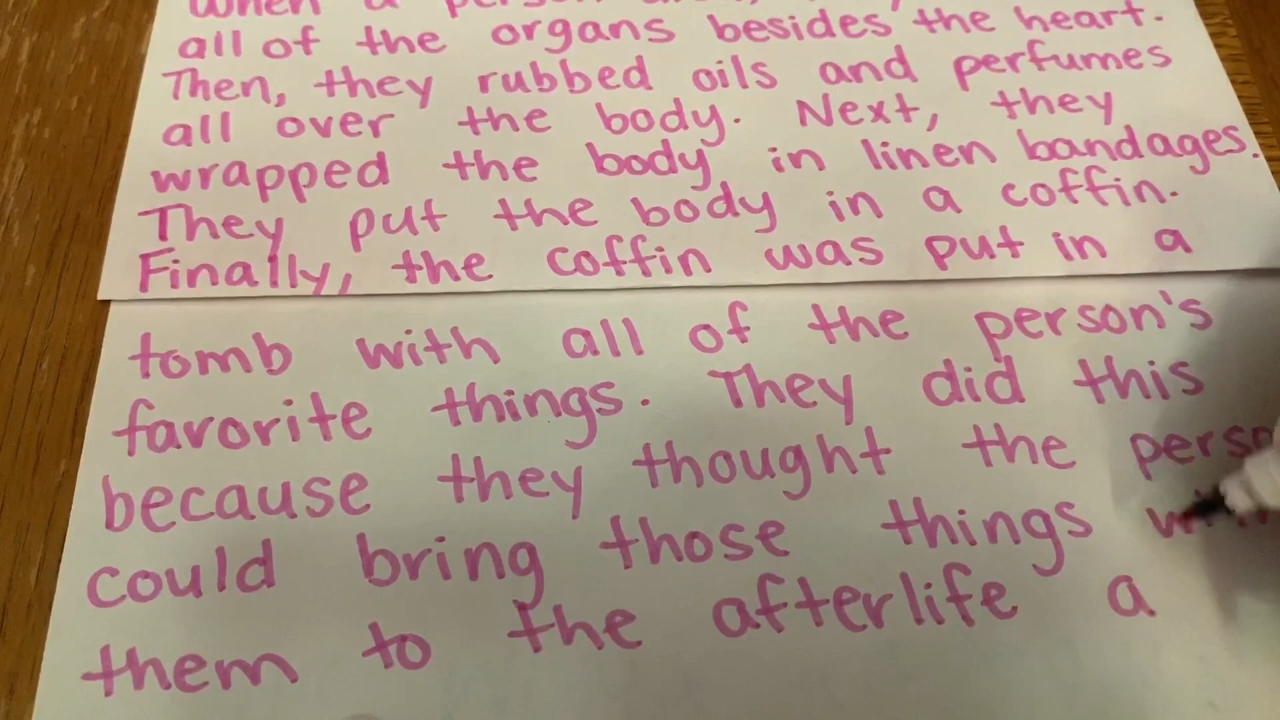 When a
all of the organs besides the heart.
Then, they rubbed oils and perfumes
all over the body. Next, they
wrapped the body in linen bandages.
They put the body in a coffin.
Finally, the coffin was put in a
tomb with all of the person's
favorite things. They did this
because they thought the
could bring those things
them to the afterlife a